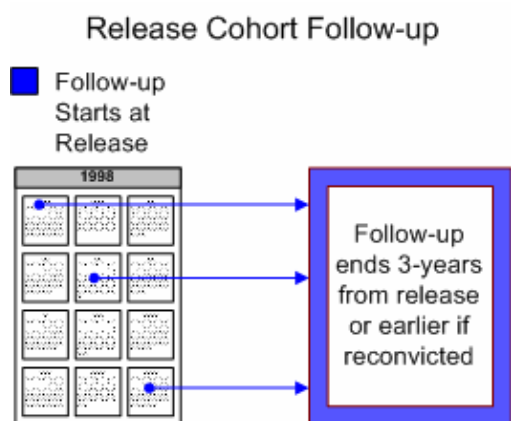 Release Cohort Follow-up
Follow-up
Starts at
Release
1998
Follow-up
ends 3-years
from release
or earlier if
reconvicted